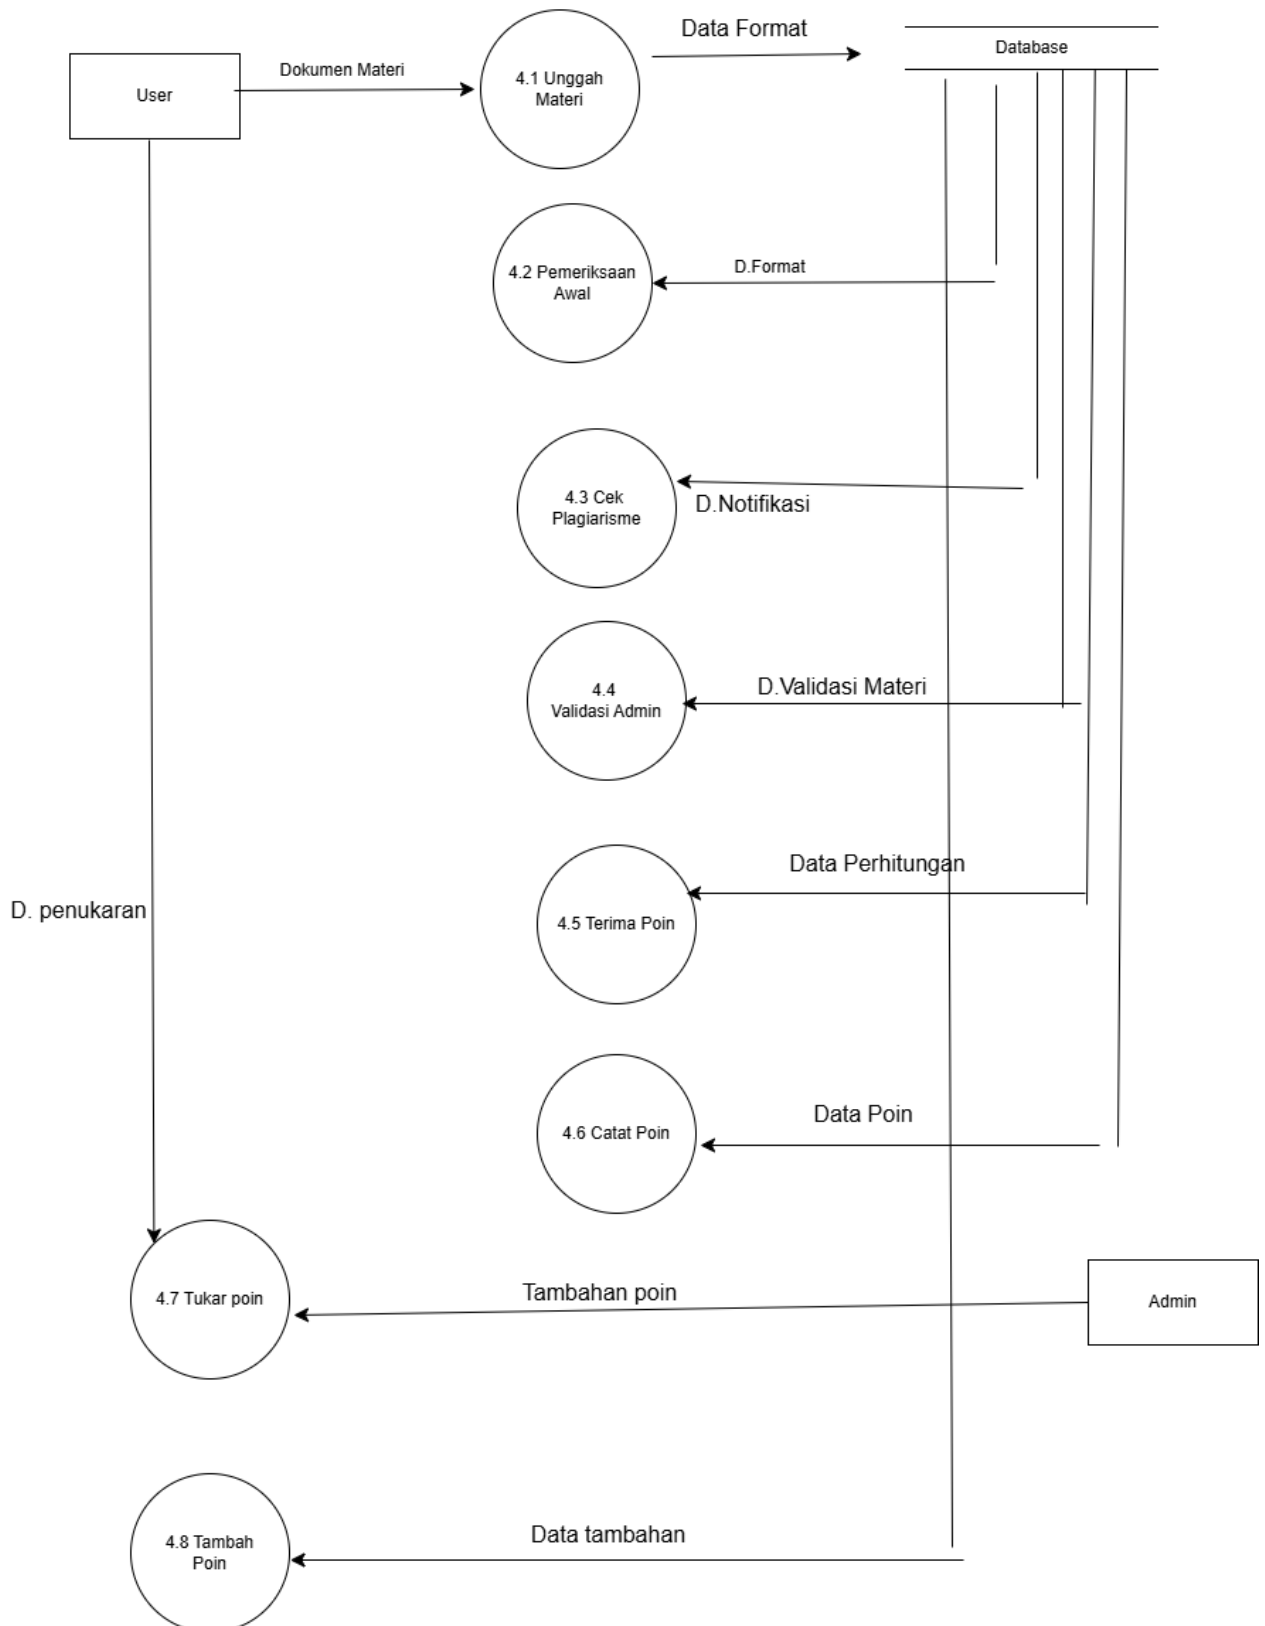 Data Format
Database
Dokumen Materi
User
4.1 Unggah
Materi
4.2 Pemeriksaan
Awal
D.Format
4.3 Cek
Plagiarisme
D.Notifikasi
4.4
Validasi Admin
D.Validasi Materi
Data Perhitungan
D. penukaran
4.5 Terima Poin
Data Poin
4.6 Catat Poin
4.7 Tukar poin
Tambahan poin
Admin
4.8 Tambah
Poin
Data tambahan